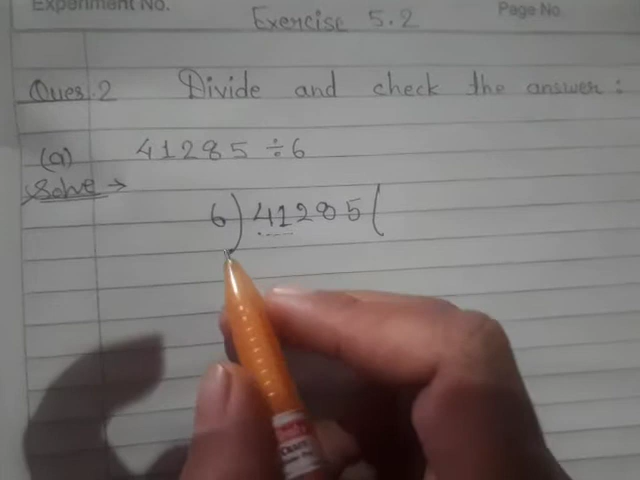 Experiment No.
Page No.
Exercise 5.2
Ques.2 Divide and check the answer:
(a) 41285 ÷ 6
Solve →
6)41285(